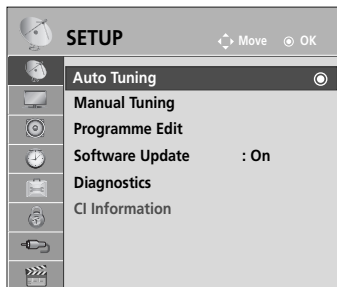 SETUP Move OK
Auto Tuning
Manual Tuning
Programme Edit
Software Update : On
Diagnostics
CI Information